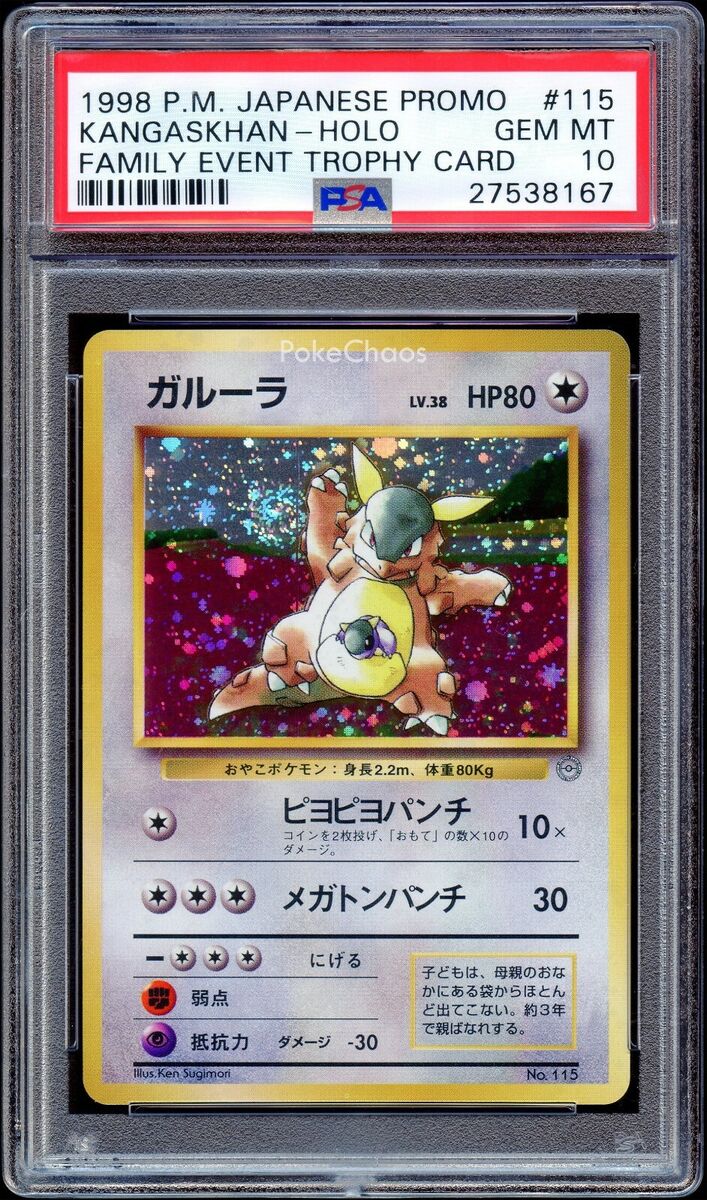 1998 P.M. JAPANESE PROMO #115
KANGASKHAN-HOLO GEM MT
FAMILY EVENT TROPHY CARD 10
PSA 27538167
PokeChaos
ガルーラ LV.38 HP80
おやこポケモン：身長2.2m、体重80Kg
ピヨピヨパンチ 10×
コインを2枚投げ、「おもて」の数×10の
ダメージ。
メガトンパンチ 30
にげる
弱点
抵抗力 ダメージ -30
子どもは、母親のおな
かにある袋からほとん
ど出てこない。約3年
で親ばなれする。
Illus.Ken Sugimori No.115